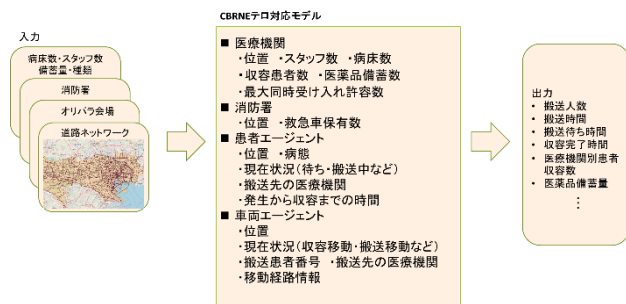 CBRNEテロ対応モデル
入力
病床数・スタッフ数
備蓄量・種類
消防署
オリパラ会場
道路ネットワーク
■ 医療機関
・位置 ・スタッフ数 ・病床数
・収容患者数 ・医薬品備蓄数
・最大同時受け入れ許容数
■ 消防署
・位置 ・救急車保有数
■ 患者エージェント
・位置 ・病態
・現在状況(待ち・搬送中など)
・搬送先の医療機関
・発生から収容までの時間
■ 車両エージェント
・位置
・現在状況(収容移動・搬送移動など)
・搬送患者番号 ・搬送先の医療機関
・移動経路情報
出力
• 搬送人数
• 搬送時間
• 搬送待ち時間
• 収容完了時間
• 医療機関別患者
収容数
• 医薬品備蓄量
⋮